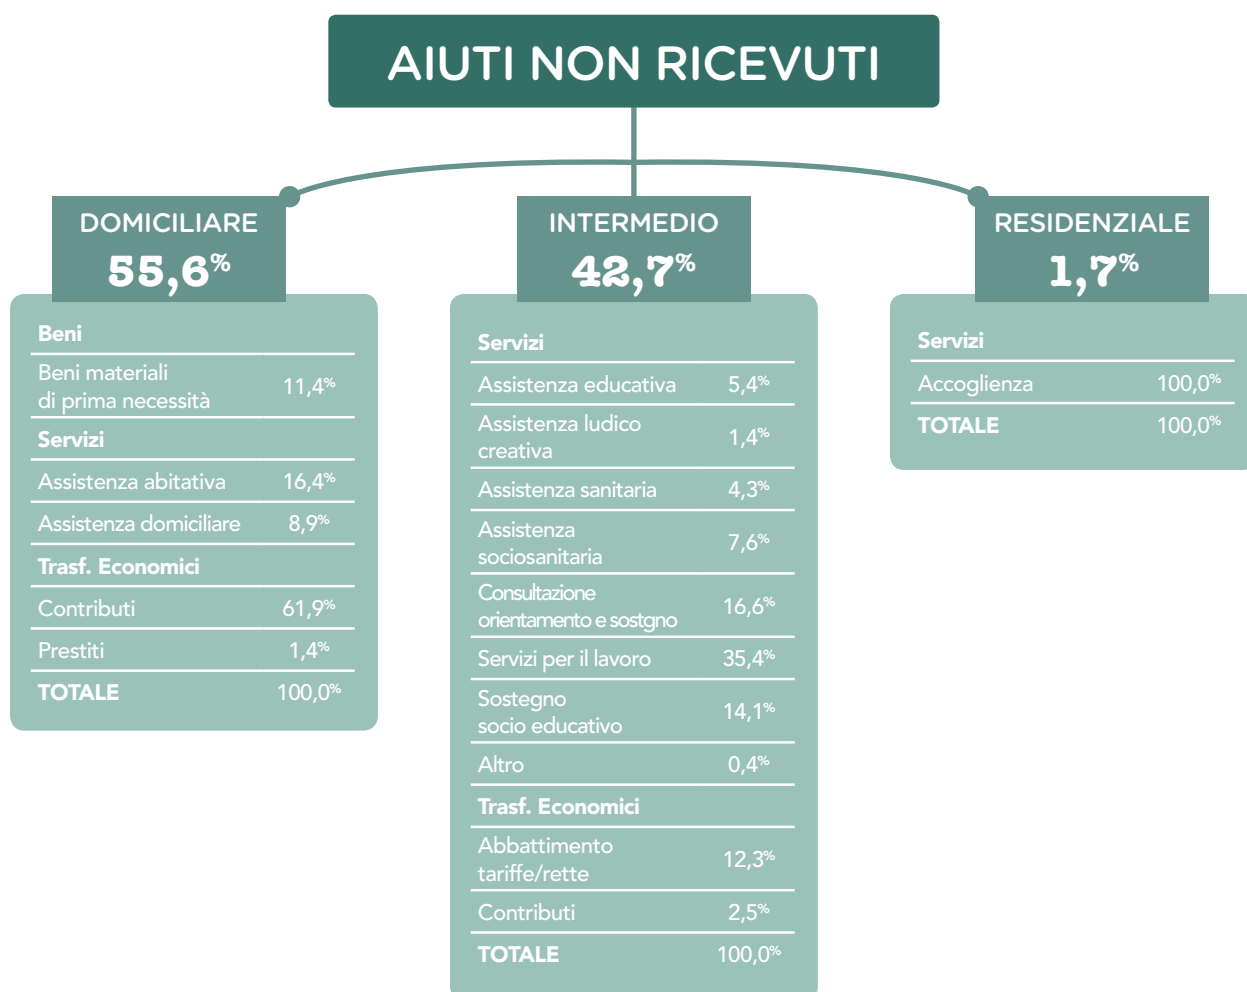 AIUTI NON RICEVUTI
DOMICILIARE
55,6%
Beni
Beni materiali
di prima necessità 11,4%
Servizi
Assistenza abitativa 16,4%
Assistenza domiciliare 8,9%
Trasf. Economici
Contributi 61,9%
Prestiti 1,4%
TOTALE 100,0%
INTERMEDIO
42,7%
Servizi
Assistenza educativa 5,4%
Assistenza ludico
creativa 1,4%
Assistenza sanitaria 4,3%
Assistenza
sociosanitaria 7,6%
Consultazione
orientamento e sostgno 16,6%
Servizi per il lavoro 35,4%
Sostegno
socio educativo 14,1%
Altro 0,4%
Trasf. Economici
Abbattimento
tariffe/rette 12,3%
Contributi 2,5%
TOTALE 100,0%
RESIDENZIALE
1,7%
Servizi
Accoglienza 100,0%
TOTALE 100,0%